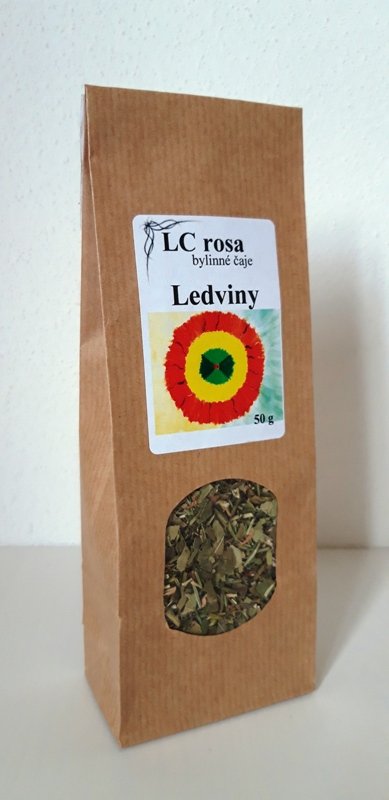 LC rosa
bylinné čaje
Ledviny
50 g